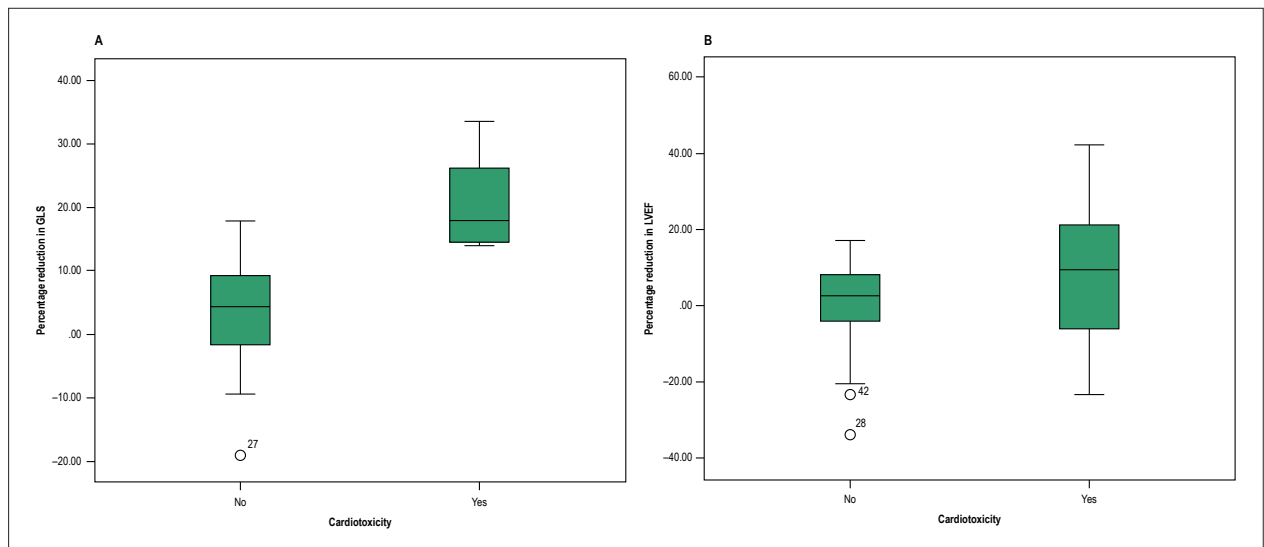 A
40.00
30.00
20.00
10.00
.00
–10.00
–20.00
Percentage reduction in GLS
27
No
Yes
Cardiotoxicity
B
60.00
40.00
20.00
.00
–20.00
–40.00
Percentage reduction in LVEF
42
28
No
Yes
Cardiotoxicity